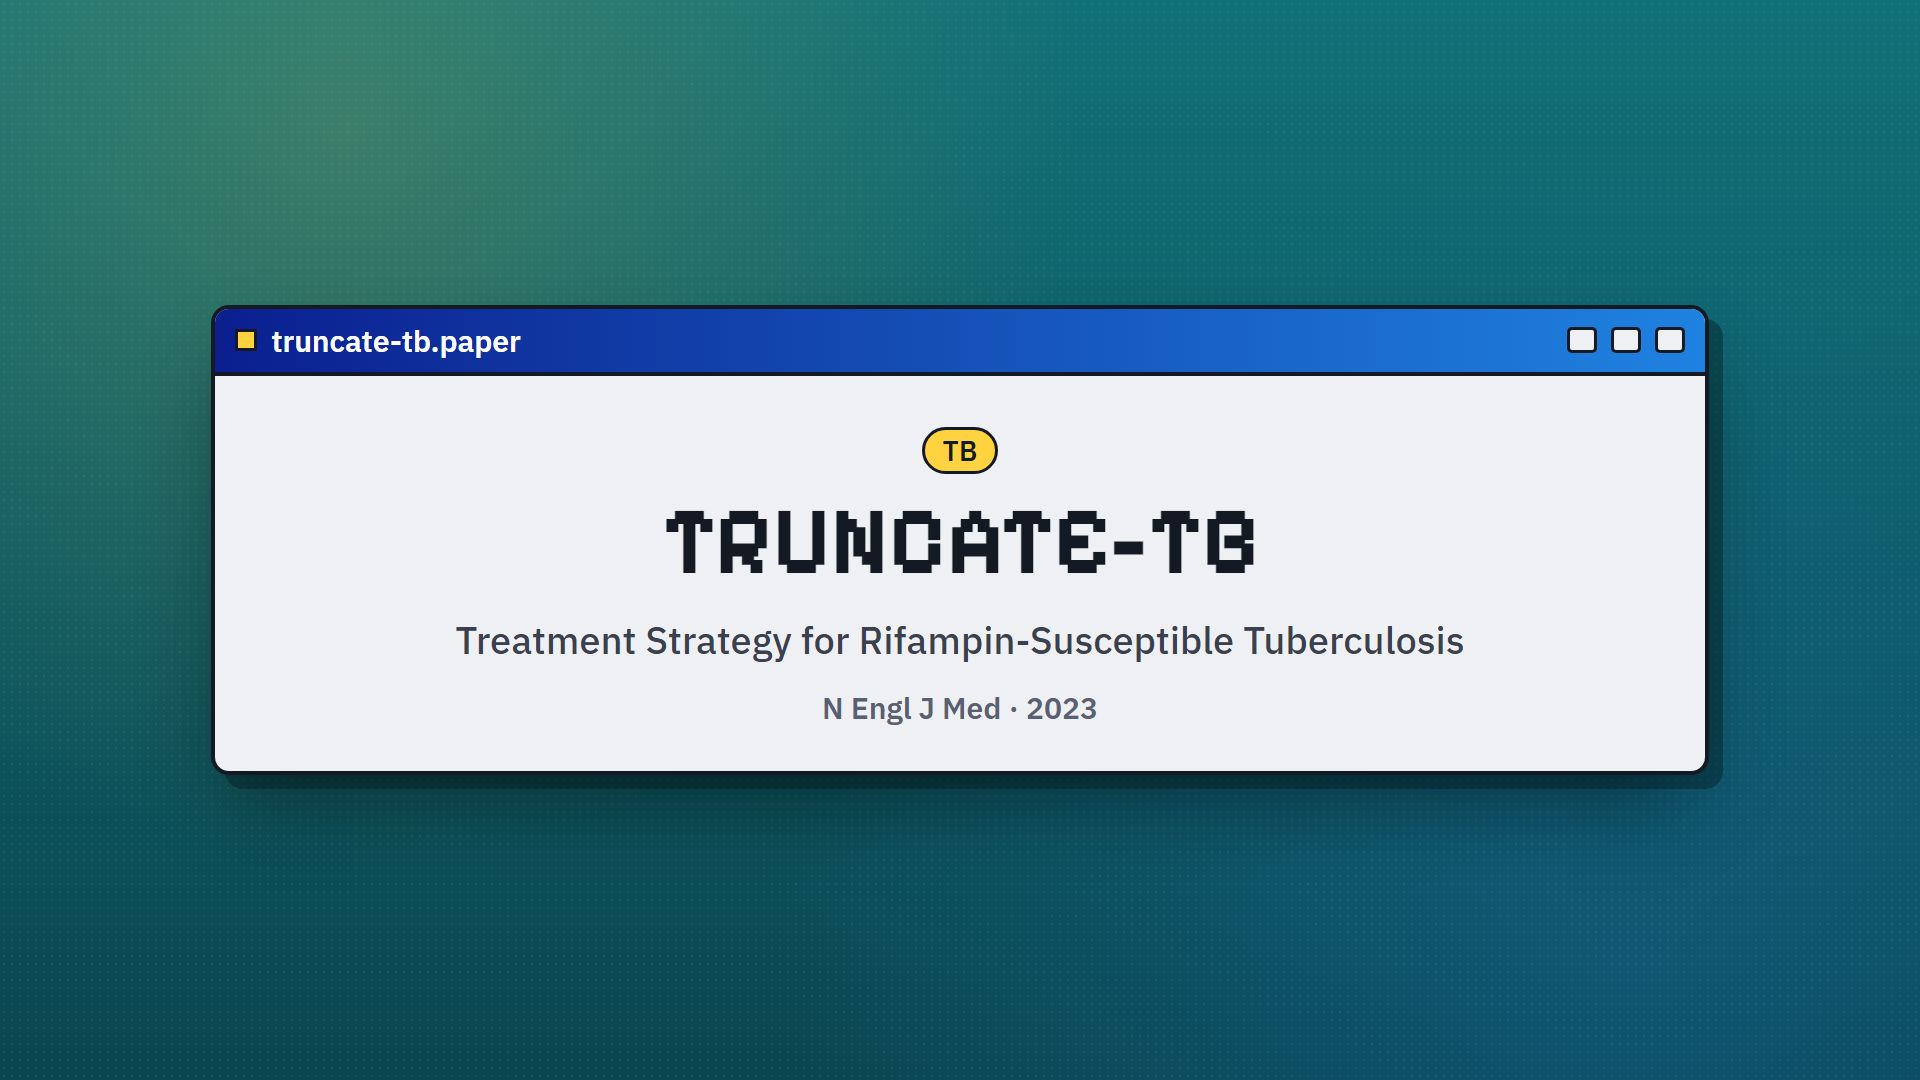 truncate-tb.paper
TB
TRUNCATE-TB
Treatment Strategy for Rifampin-Susceptible Tuberculosis
N Engl J Med · 2023